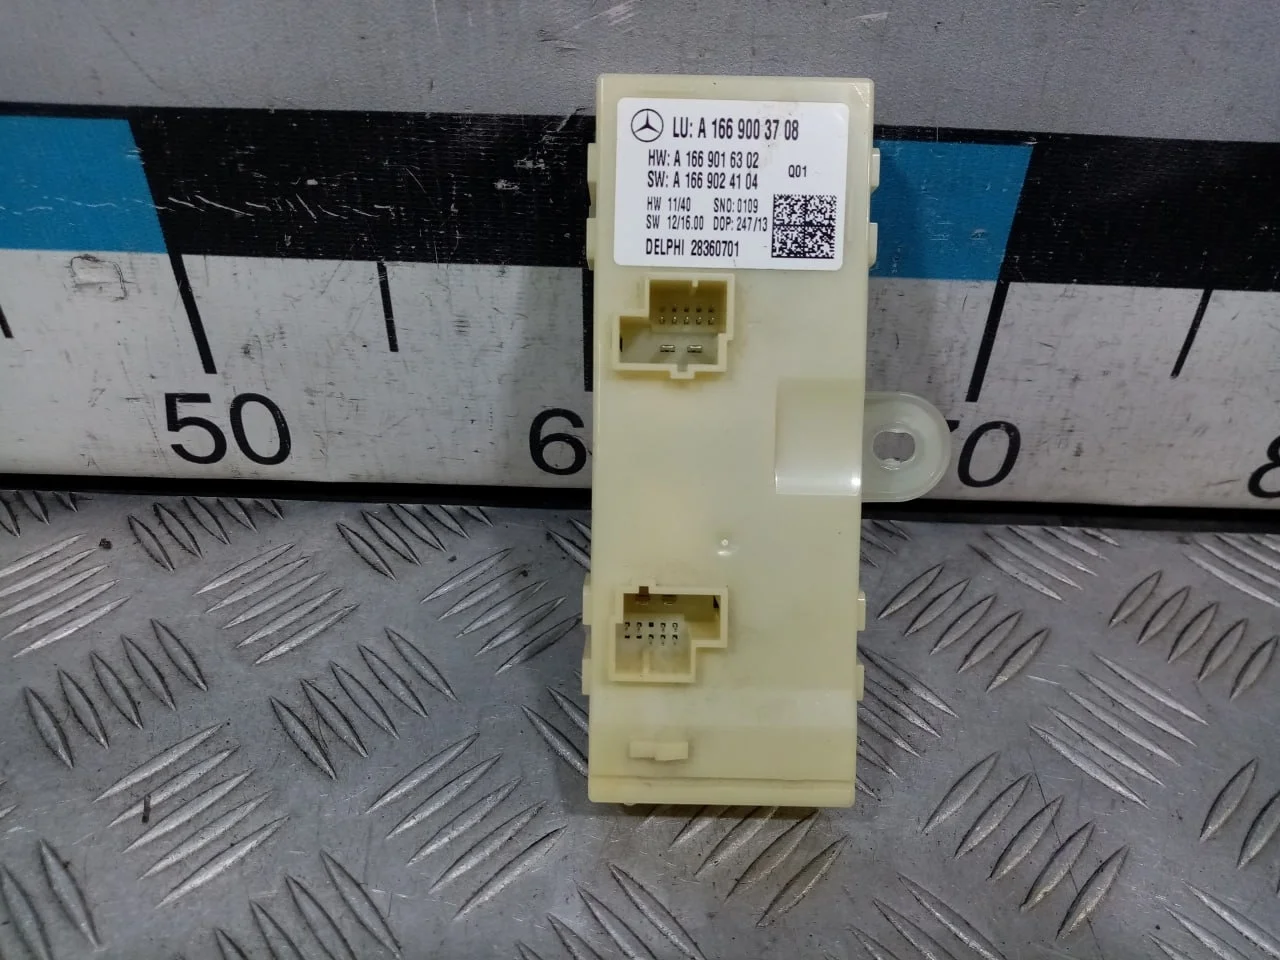 LU: A 166 900 37 08
HW: A 166 901 63 02
SW: A 166 902 41 04
Q01
HW 11/40 SNO: 0109
SW 12/16.00 DOP: 247/13
DELPHI 28360701
50
6
70
8